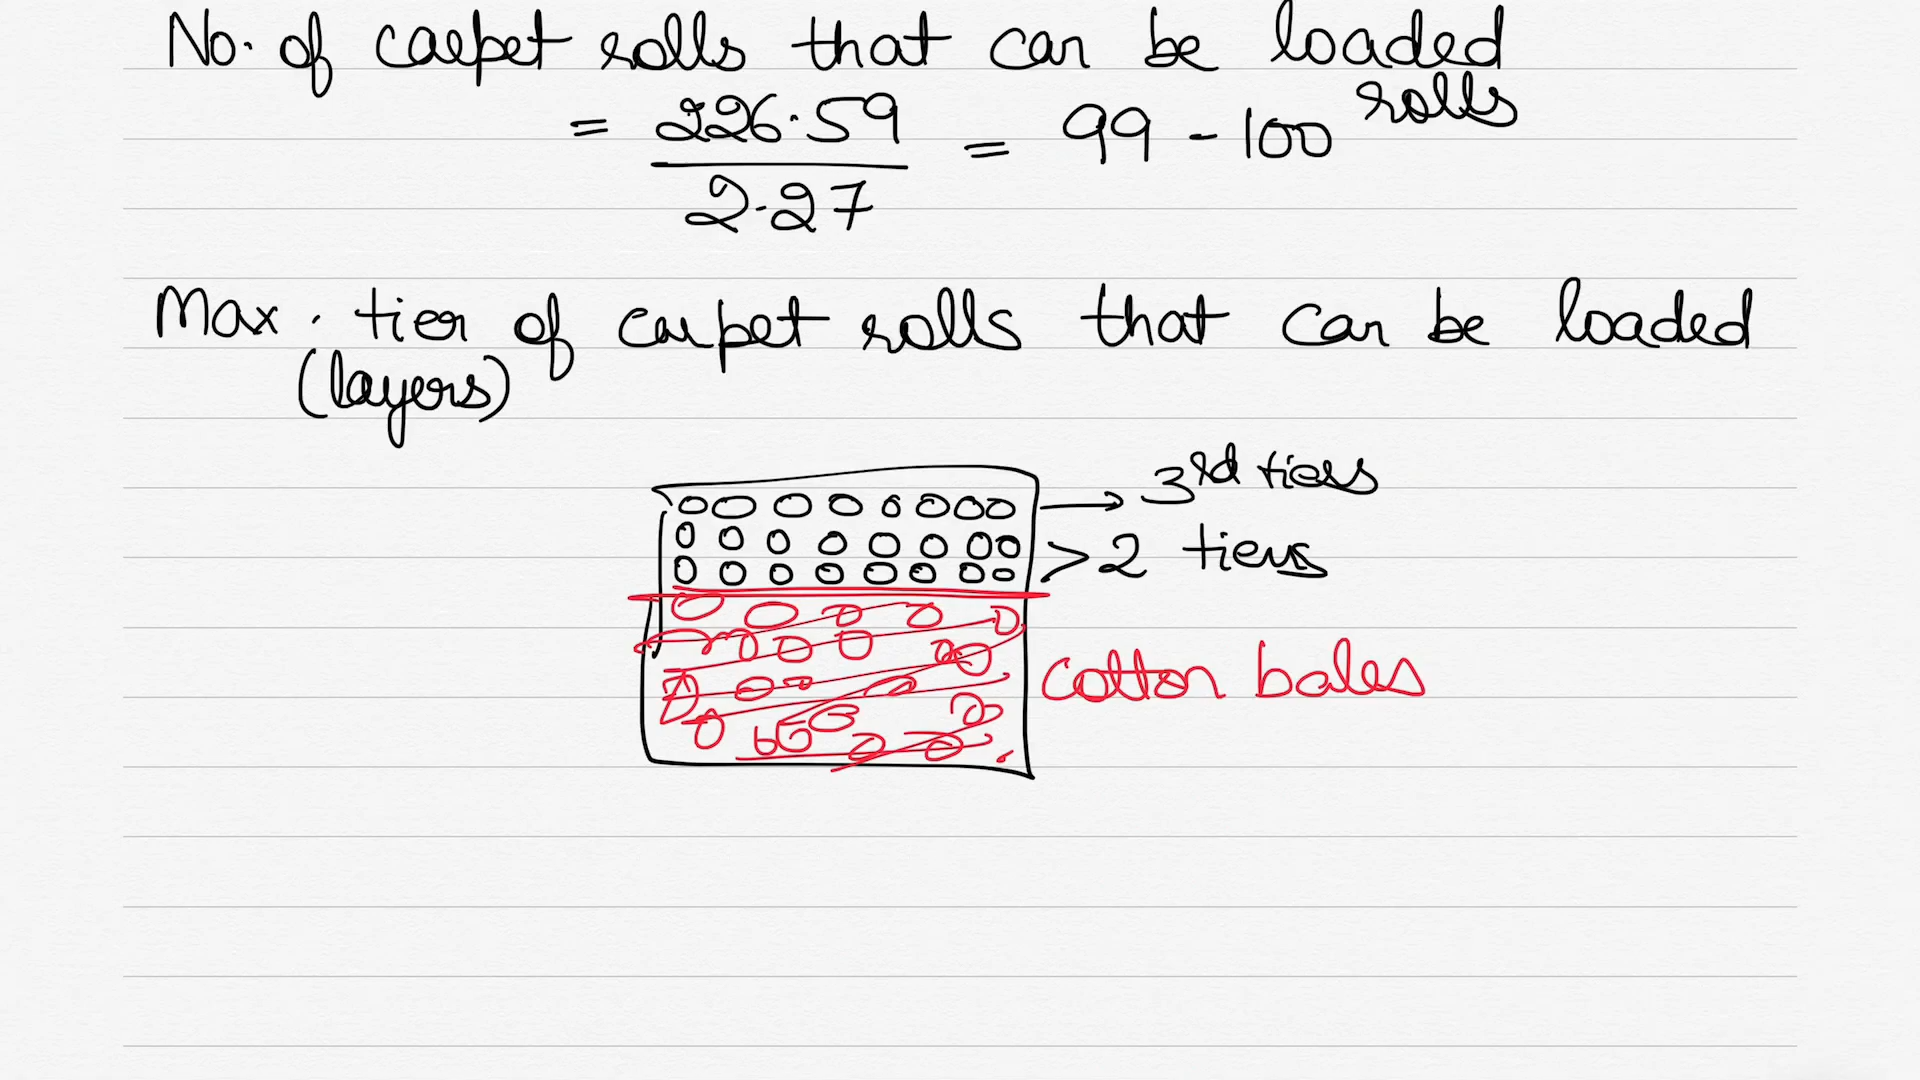 No. of carpet rolls that can be loaded
= 226.59 / 2.27 = 99 - 100 rolls
Max. tier of carpet rolls that can be loaded
(layers)
→ 3rd tiers
> 2 tiers
cotton bales